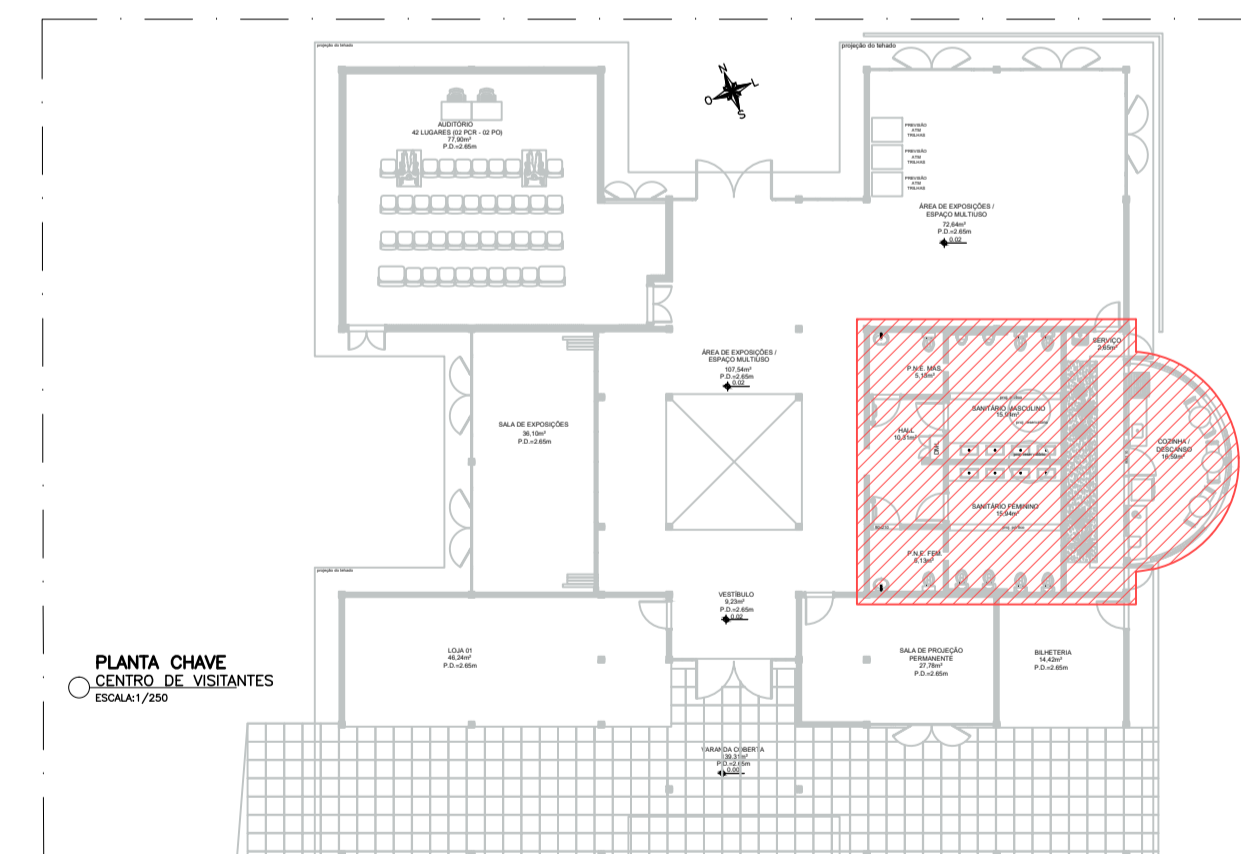 projeção do telhado
projeção do telhado
N
L
O
S
AUDITÓRIO
42 LUGARES (02 PCR - 02 PO)
77,90m²
P.D.=2.65m
PREVISÃO
ATM
TRILHAS
PREVISÃO
ATM
TRILHAS
PREVISÃO
ATM
TRILHAS
ÁREA DE EXPOSIÇÕES /
ESPAÇO MULTIUSO
72,64m²
P.D.=2.65m
0.02
ÁREA DE EXPOSIÇÕES /
ESPAÇO MULTIUSO
107,54m²
P.D.=2.65m
0.02
SERVIÇO
2,65m²
P.N.E. MAS.
5,13m²
SANITÁRIO MASCULINO
15,93m²
HALL
10,31m²
DML
COZINHA /
DESCANSO
16,59m²
SALA DE EXPOSIÇÕES
36,10m²
P.D.=2.65m
SANITÁRIO FEMININO
15,94m²
P.N.E. FEM.
5,13m²
projeção do telhado
VESTÍBULO
9,23m²
P.D.=2.65m
0.02
LOJA 01
46,24m²
P.D.=2.65m
SALA DE PROJEÇÃO
PERMANENTE
27,78m²
P.D.=2.65m
BILHETERIA
14,42m²
P.D.=2.65m
PLANTA CHAVE
CENTRO DE VISITANTES
ESCALA:1/250
VARANDA COBERTA
139,31m²
P.D.=2.65m
0.00